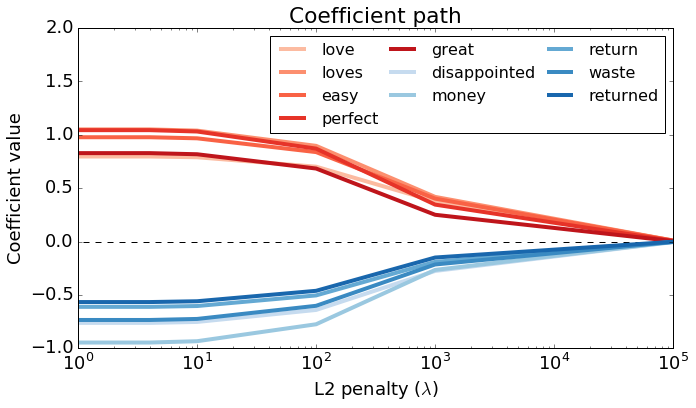 Coefficient path
2.0
1.5
1.0
0.5
0.0
−0.5
−1.0
Coefficient value
love
loves
easy
perfect
great
disappointed
money
return
waste
returned
10^0
10^1
10^2
10^3
10^4
10^5
L2 penalty (λ)